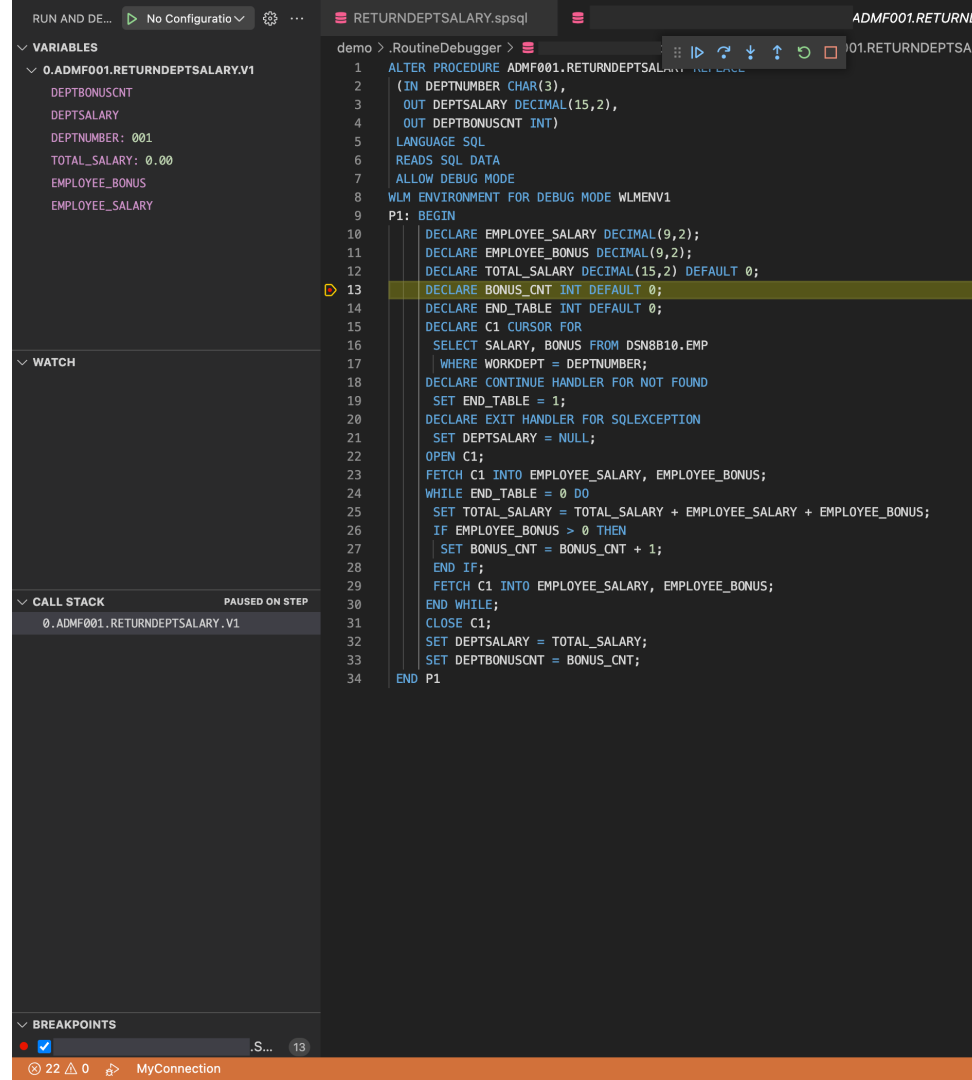 RUN AND DE... No Configuratio
VARIABLES
0.ADMF001.RETURNDEPTSALARY.V1
DEPTBONUSCNT
DEPTSALARY
DEPTNUMBER: 001
TOTAL_SALARY: 0.00
EMPLOYEE_BONUS
EMPLOYEE_SALARY
WATCH
CALL STACK PAUSED ON STEP
0.ADMF001.RETURNDEPTSALARY.V1
BREAKPOINTS
.S... 13
RETURNDEPTSALARY.spsql ADMF001.RETURNE
demo > .RoutineDebugger > 01.RETURNDEPTSA
1 ALTER PROCEDURE ADMF001.RETURNDEPTSALARY REPLACE
2 (IN DEPTNUMBER CHAR(3),
3 OUT DEPTSALARY DECIMAL(15,2),
4 OUT DEPTBONUSCNT INT)
5 LANGUAGE SQL
6 READS SQL DATA
7 ALLOW DEBUG MODE
8 WLM ENVIRONMENT FOR DEBUG MODE WLMENV1
9 P1: BEGIN
10 DECLARE EMPLOYEE_SALARY DECIMAL(9,2);
11 DECLARE EMPLOYEE_BONUS DECIMAL(9,2);
12 DECLARE TOTAL_SALARY DECIMAL(15,2) DEFAULT 0;
13 DECLARE BONUS_CNT INT DEFAULT 0;
14 DECLARE END_TABLE INT DEFAULT 0;
15 DECLARE C1 CURSOR FOR
16 SELECT SALARY, BONUS FROM DSN8B10.EMP
17 WHERE WORKDEPT = DEPTNUMBER;
18 DECLARE CONTINUE HANDLER FOR NOT FOUND
19 SET END_TABLE = 1;
20 DECLARE EXIT HANDLER FOR SQLEXCEPTION
21 SET DEPTSALARY = NULL;
22 OPEN C1;
23 FETCH C1 INTO EMPLOYEE_SALARY, EMPLOYEE_BONUS;
24 WHILE END_TABLE = 0 DO
25 SET TOTAL_SALARY = TOTAL_SALARY + EMPLOYEE_SALARY + EMPLOYEE_BONUS;
26 IF EMPLOYEE_BONUS > 0 THEN
27 SET BONUS_CNT = BONUS_CNT + 1;
28 END IF;
29 FETCH C1 INTO EMPLOYEE_SALARY, EMPLOYEE_BONUS;
30 END WHILE;
31 CLOSE C1;
32 SET DEPTSALARY = TOTAL_SALARY;
33 SET DEPTBONUSCNT = BONUS_CNT;
34 END P1
22 0 MyConnection